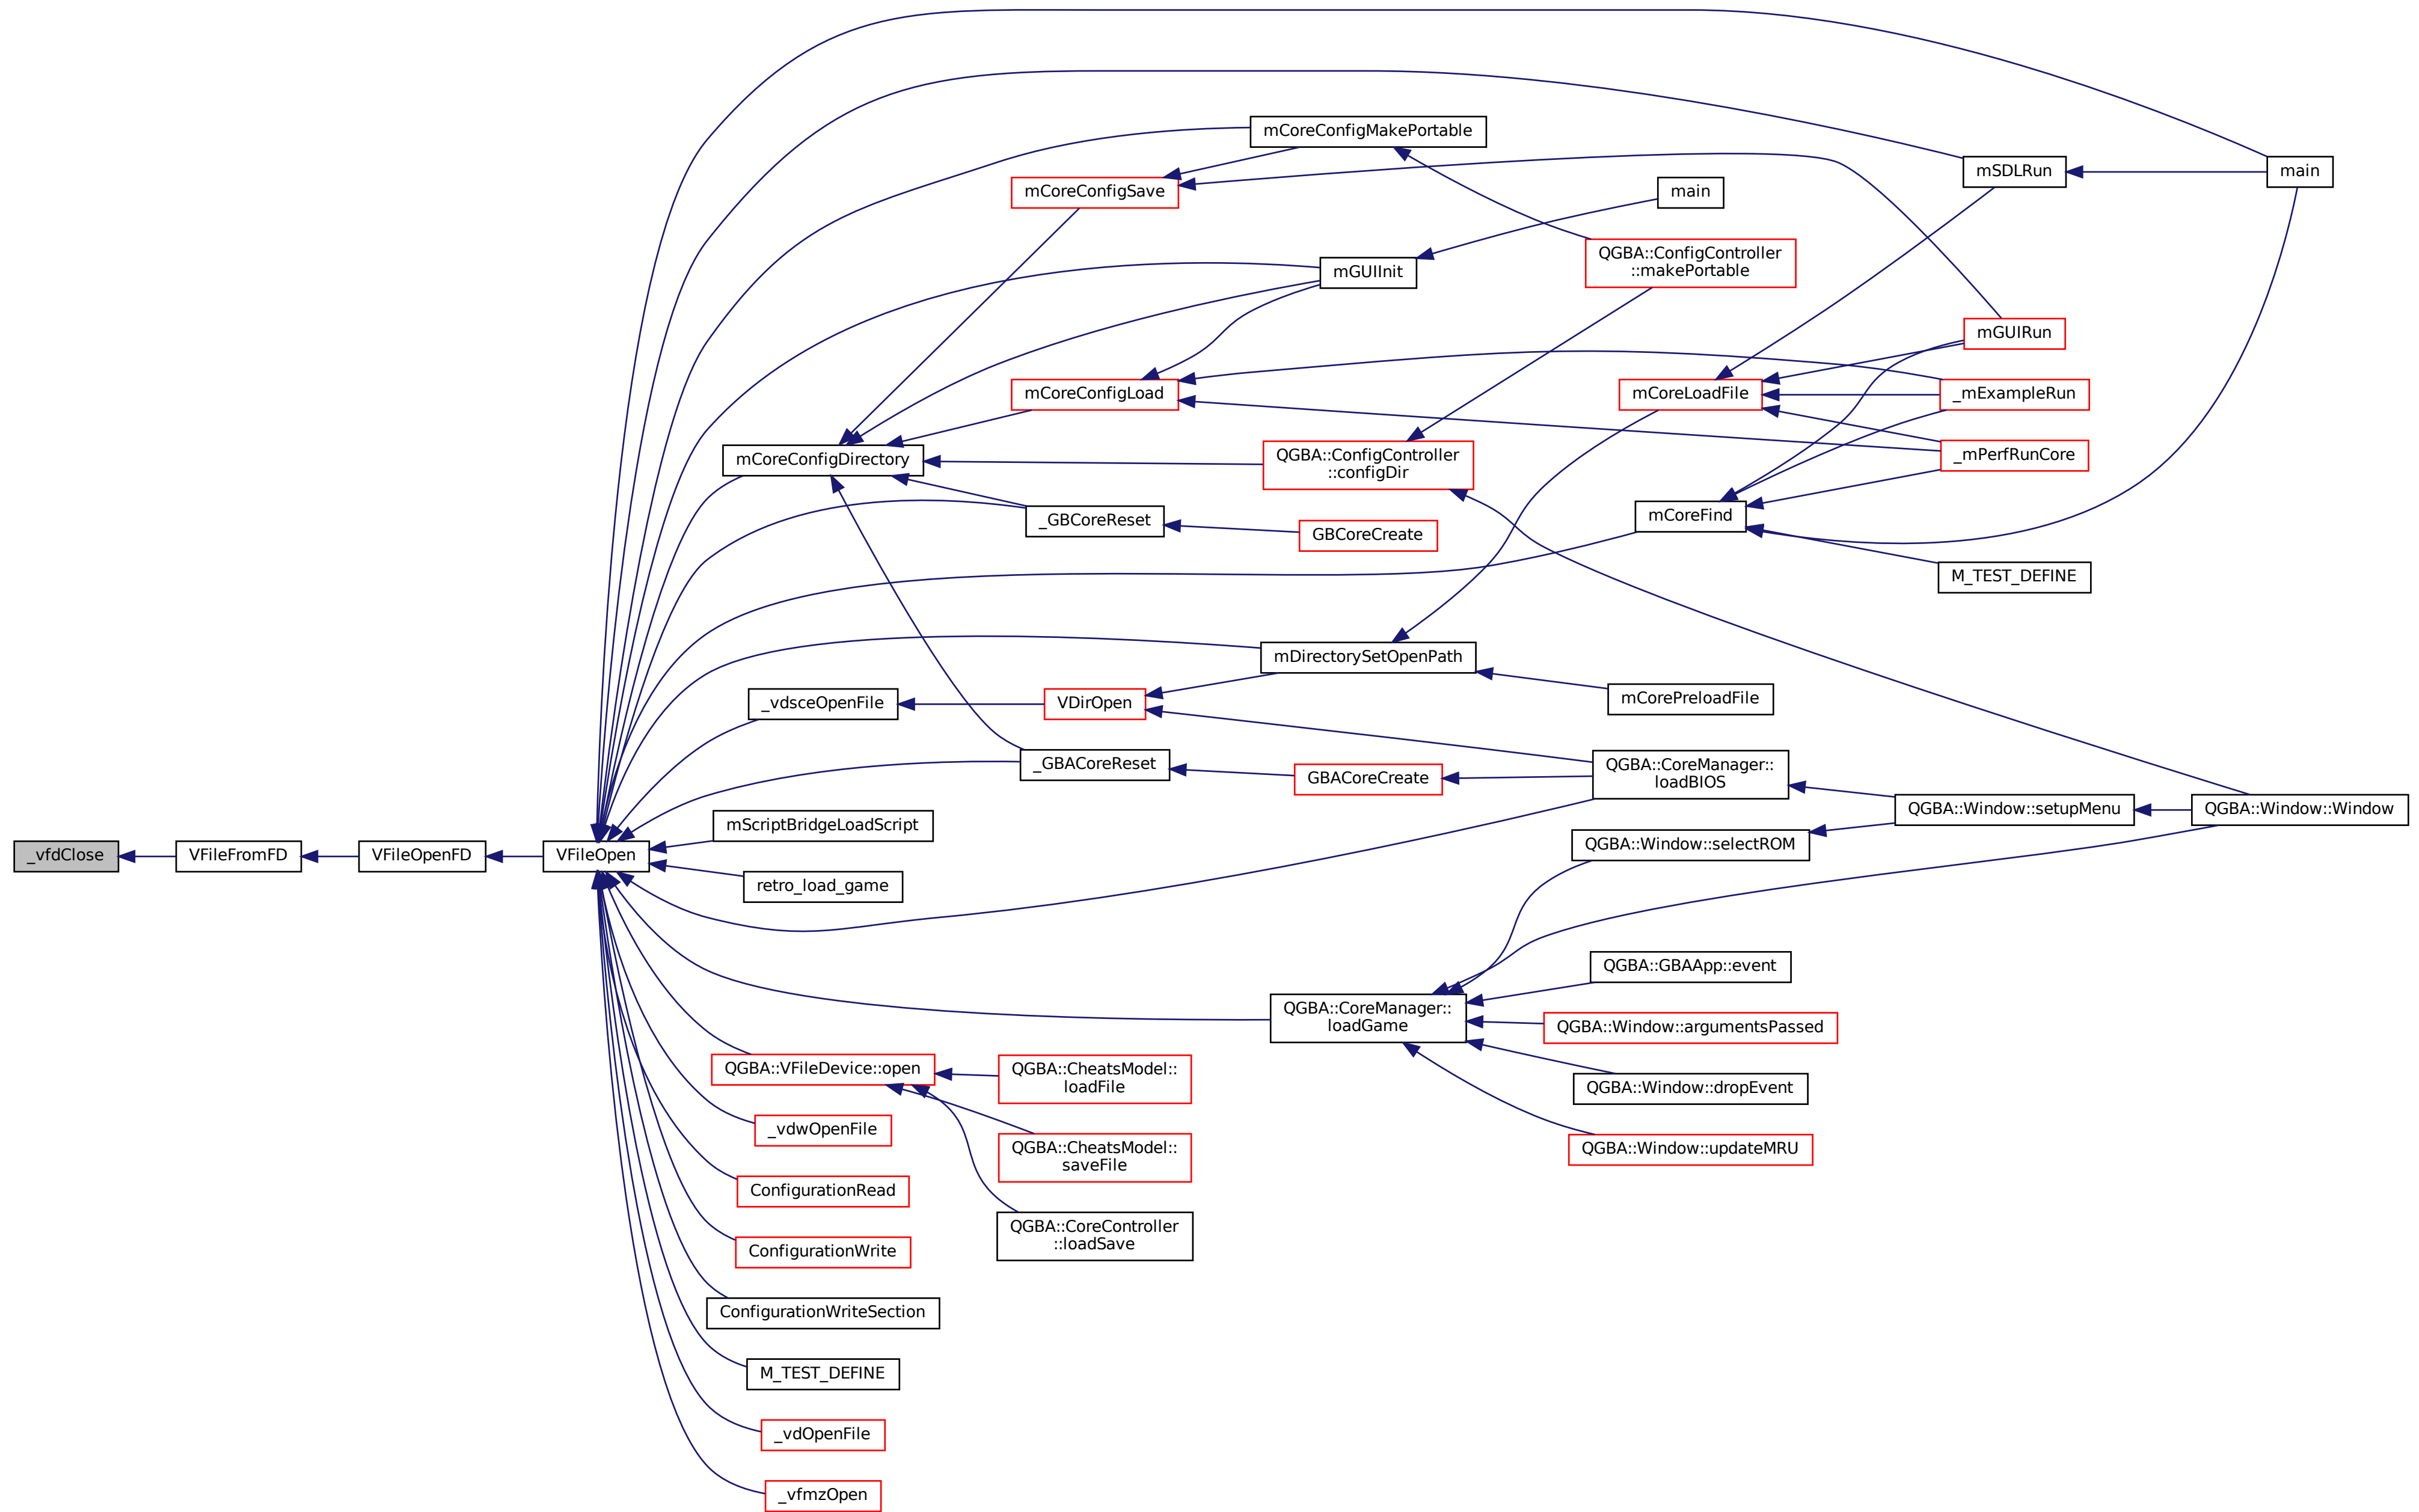 mCoreConfigMakePortable
mSDLRun
main
mCoreConfigSave
main
QGBA::ConfigController
::makePortable
mGUIInit
mGUIRun
mCoreConfigLoad
mCoreLoadFile
_mExampleRun
mCoreConfigDirectory
QGBA::ConfigController
::configDir
_mPerfRunCore
_GBCoreReset
GBCoreCreate
mCoreFind
M_TEST_DEFINE
mDirectorySetOpenPath
_vdsceOpenFile
VDirOpen
mCorePreloadFile
_GBACoreReset
GBACoreCreate
QGBA::CoreManager::
loadBIOS
QGBA::Window::setupMenu
QGBA::Window::Window
mScriptBridgeLoadScript
QGBA::Window::selectROM
_vfdClose
VFileFromFD
VFileOpenFD
VFileOpen
retro_load_game
QGBA::GBAApp::event
QGBA::CoreManager::
loadGame
QGBA::Window::argumentsPassed
QGBA::VFileDevice::open
QGBA::CheatsModel::
loadFile
QGBA::Window::dropEvent
_vdwOpenFile
QGBA::CheatsModel::
saveFile
QGBA::Window::updateMRU
ConfigurationRead
QGBA::CoreController
::loadSave
ConfigurationWrite
ConfigurationWriteSection
M_TEST_DEFINE
_vdOpenFile
_vfmzOpen